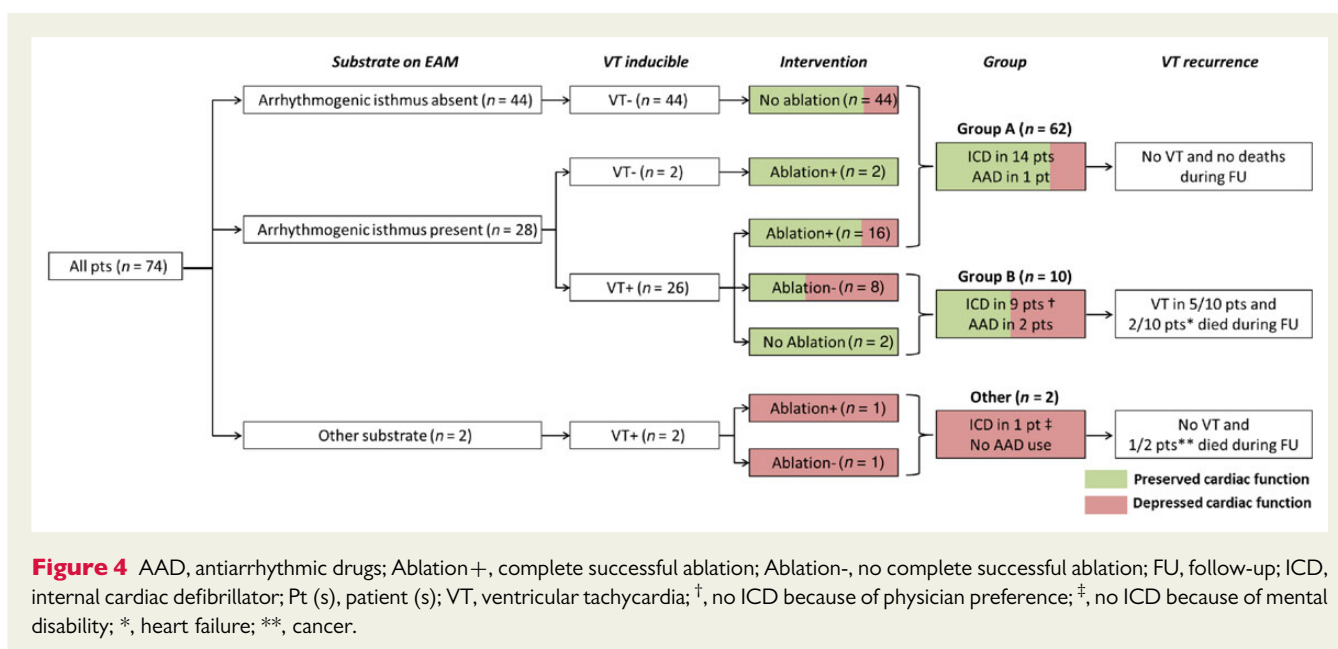 Substrate on EAM
VT inducible
Intervention
Group
VT recurrence
All pts (n = 74)
Arrhythmogenic isthmus absent (n = 44)
VT- (n = 44)
No ablation (n = 44)
Arrhythmogenic isthmus present (n = 28)
VT- (n = 2)
Ablation+ (n = 2)
VT+ (n = 26)
Ablation+ (n = 16)
Ablation- (n = 8)
No Ablation (n = 2)
Other substrate (n = 2)
VT+ (n = 2)
Ablation+ (n = 1)
Ablation- (n = 1)
Group A (n = 62)
ICD in 14 pts
AAD in 1 pt
No VT and no deaths
during FU
Group B (n = 10)
ICD in 9 pts †
AAD in 2 pts
VT in 5/10 pts and
2/10 pts* died during FU
Other (n = 2)
ICD in 1 pt ‡
No AAD use
No VT and
1/2 pts** died during FU
Preserved cardiac function
Depressed cardiac function
Figure 4 AAD, antiarrhythmic drugs; Ablation+, complete successful ablation; Ablation-, no complete successful ablation; FU, follow-up; ICD,
internal cardiac defibrillator; Pt (s), patient (s); VT, ventricular tachycardia; †, no ICD because of physician preference; ‡, no ICD because of mental
disability; *, heart failure; **, cancer.